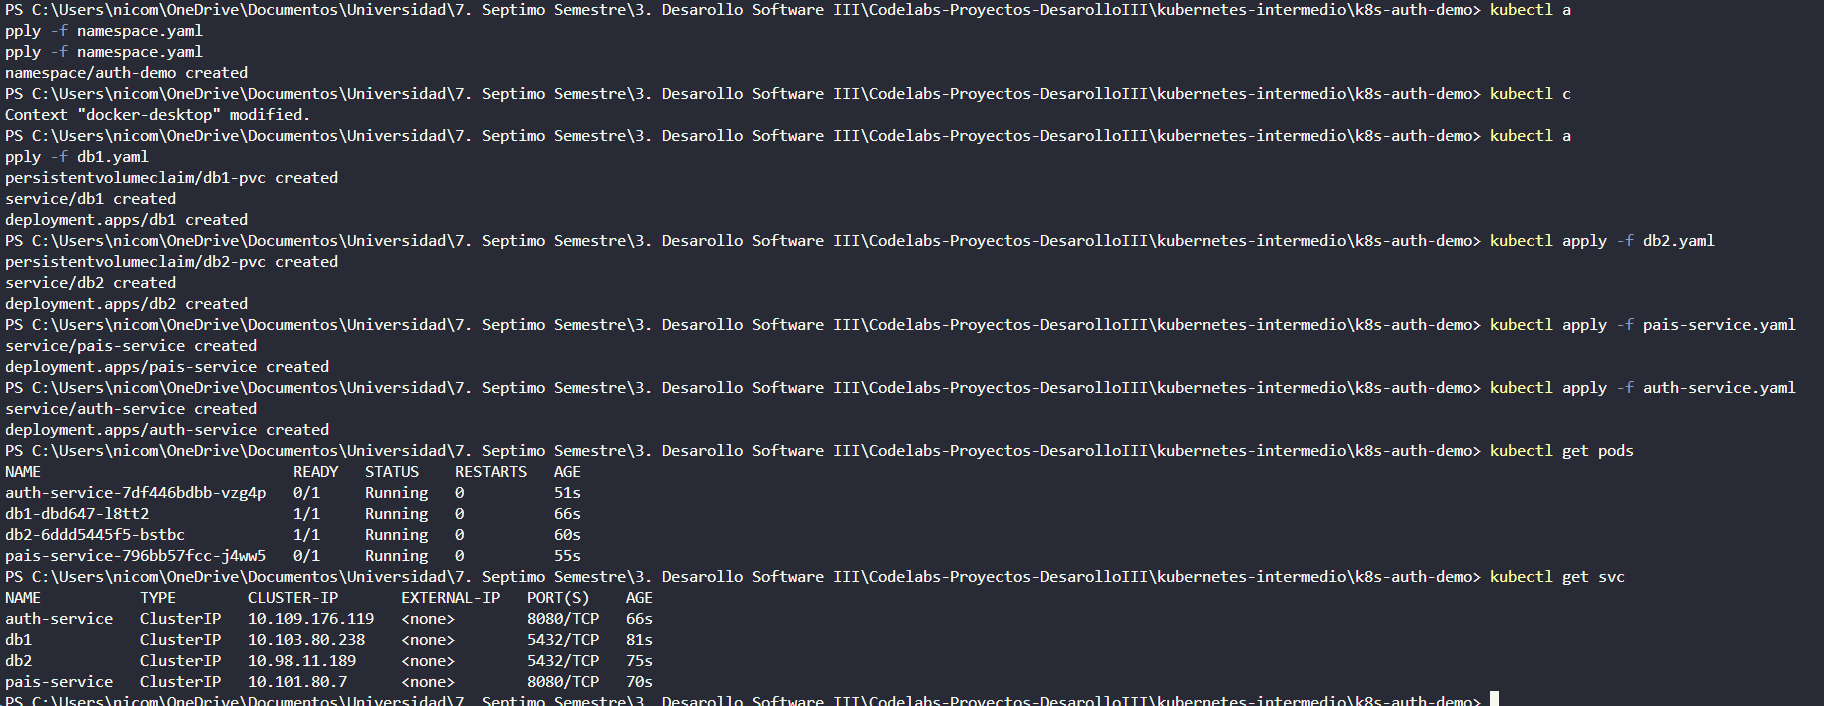 PS C:\Users\nicom\OneDrive\Documentos\Universidad\7. Septimo Semestre\3. Desarollo Software III\Codelabs-Proyectos-DesarolloIII\kubernetes-intermedio\k8s-auth-demo> kubectl a
pply -f namespace.yaml
pply -f namespace.yaml
namespace/auth-demo created
PS C:\Users\nicom\OneDrive\Documentos\Universidad\7. Septimo Semestre\3. Desarollo Software III\Codelabs-Proyectos-DesarolloIII\kubernetes-intermedio\k8s-auth-demo> kubectl c
Context "docker-desktop" modified.
PS C:\Users\nicom\OneDrive\Documentos\Universidad\7. Septimo Semestre\3. Desarollo Software III\Codelabs-Proyectos-DesarolloIII\kubernetes-intermedio\k8s-auth-demo> kubectl a
pply -f db1.yaml
persistentvolumeclaim/db1-pvc created
service/db1 created
deployment.apps/db1 created
PS C:\Users\nicom\OneDrive\Documentos\Universidad\7. Septimo Semestre\3. Desarollo Software III\Codelabs-Proyectos-DesarolloIII\kubernetes-intermedio\k8s-auth-demo> kubectl apply -f db2.yaml
persistentvolumeclaim/db2-pvc created
service/db2 created
deployment.apps/db2 created
PS C:\Users\nicom\OneDrive\Documentos\Universidad\7. Septimo Semestre\3. Desarollo Software III\Codelabs-Proyectos-DesarolloIII\kubernetes-intermedio\k8s-auth-demo> kubectl apply -f pais-service.yaml
service/pais-service created
deployment.apps/pais-service created
PS C:\Users\nicom\OneDrive\Documentos\Universidad\7. Septimo Semestre\3. Desarollo Software III\Codelabs-Proyectos-DesarolloIII\kubernetes-intermedio\k8s-auth-demo> kubectl apply -f auth-service.yaml
service/auth-service created
deployment.apps/auth-service created
PS C:\Users\nicom\OneDrive\Documentos\Universidad\7. Septimo Semestre\3. Desarollo Software III\Codelabs-Proyectos-DesarolloIII\kubernetes-intermedio\k8s-auth-demo> kubectl get pods
NAME                            READY   STATUS    RESTARTS   AGE
auth-service-7df446bdbb-vzg4p   0/1     Running   0          51s
db1-dbd647-l8tt2                1/1     Running   0          66s
db2-6ddd5445f5-bstbc            1/1     Running   0          60s
pais-service-796bb57fcc-j4ww5   0/1     Running   0          55s
PS C:\Users\nicom\OneDrive\Documentos\Universidad\7. Septimo Semestre\3. Desarollo Software III\Codelabs-Proyectos-DesarolloIII\kubernetes-intermedio\k8s-auth-demo> kubectl get svc
NAME           TYPE        CLUSTER-IP       EXTERNAL-IP   PORT(S)    AGE
auth-service   ClusterIP   10.109.176.119   <none>        8080/TCP   66s
db1            ClusterIP   10.103.80.238    <none>        5432/TCP   81s
db2            ClusterIP   10.98.11.189     <none>        5432/TCP   75s
pais-service   ClusterIP   10.101.80.7      <none>        8080/TCP   70s
PS C:\Users\nicom\OneDrive\Documentos\Universidad\7. Septimo Semestre\3. Desarollo Software III\Codelabs-Proyectos-DesarolloIII\kubernetes-intermedio\k8s-auth-demo>